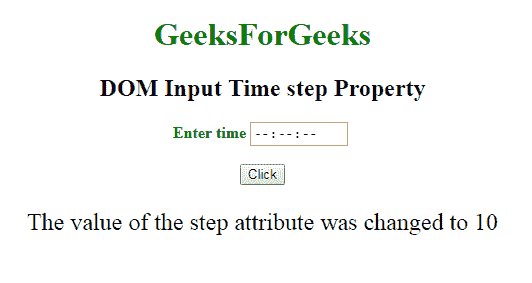 GeeksForGeeks
DOM Input Time step Property
Enter time --:--:--
Click
The value of the step attribute was changed to 10